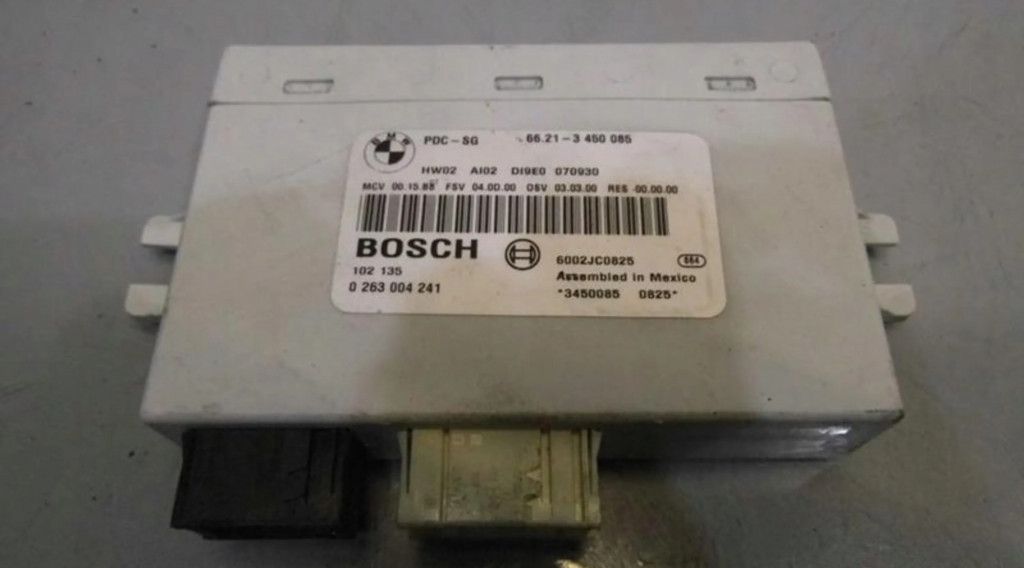 BMW PDC-SG 66.21-3 450 085
HW02 AI02 DI9E0 070930
MCV 00.15.88 FSV 04.0D.00 OSV 03.03.00 RES -00.00.00
BOSCH 6002JC0825 664
102 135 Assembled in Mexico
0 263 004 241 *3450085 0825*